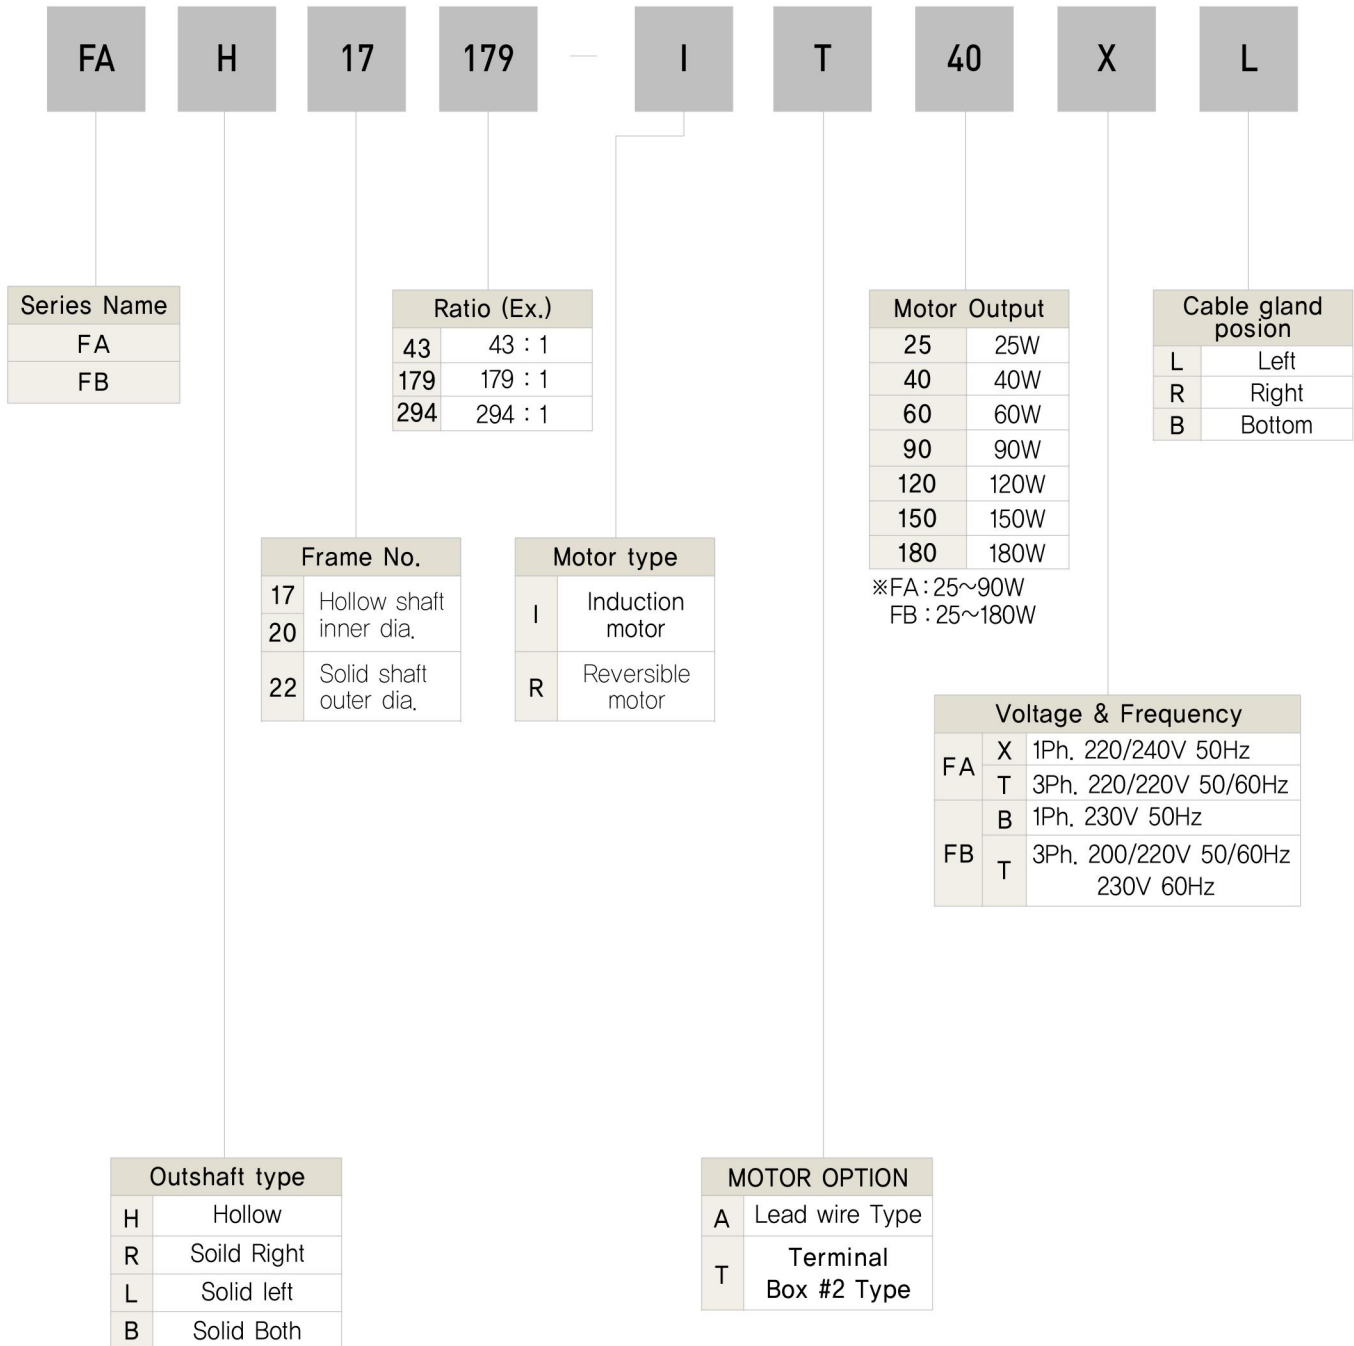 FA H 17 179 — I T 40 X L
Series Name
FA
FB
Ratio (Ex.)
43 43 : 1
179 179 : 1
294 294 : 1
Motor Output
25 25W
40 40W
60 60W
90 90W
120 120W
150 150W
180 180W
※FA : 25~90W
FB : 25~180W
Cable gland
posion
L Left
R Right
B Bottom
Frame No.
17 Hollow shaft
20 inner dia.
22 Solid shaft
outer dia.
Motor type
I Induction
motor
R Reversible
motor
Voltage & Frequency
FA X 1Ph. 220/240V 50Hz
T 3Ph. 220/220V 50/60Hz
FB B 1Ph. 230V 50Hz
T 3Ph. 200/220V 50/60Hz
230V 60Hz
Outshaft type
H Hollow
R Soild Right
L Solid left
B Solid Both
MOTOR OPTION
A Lead wire Type
T Terminal
Box #2 Type